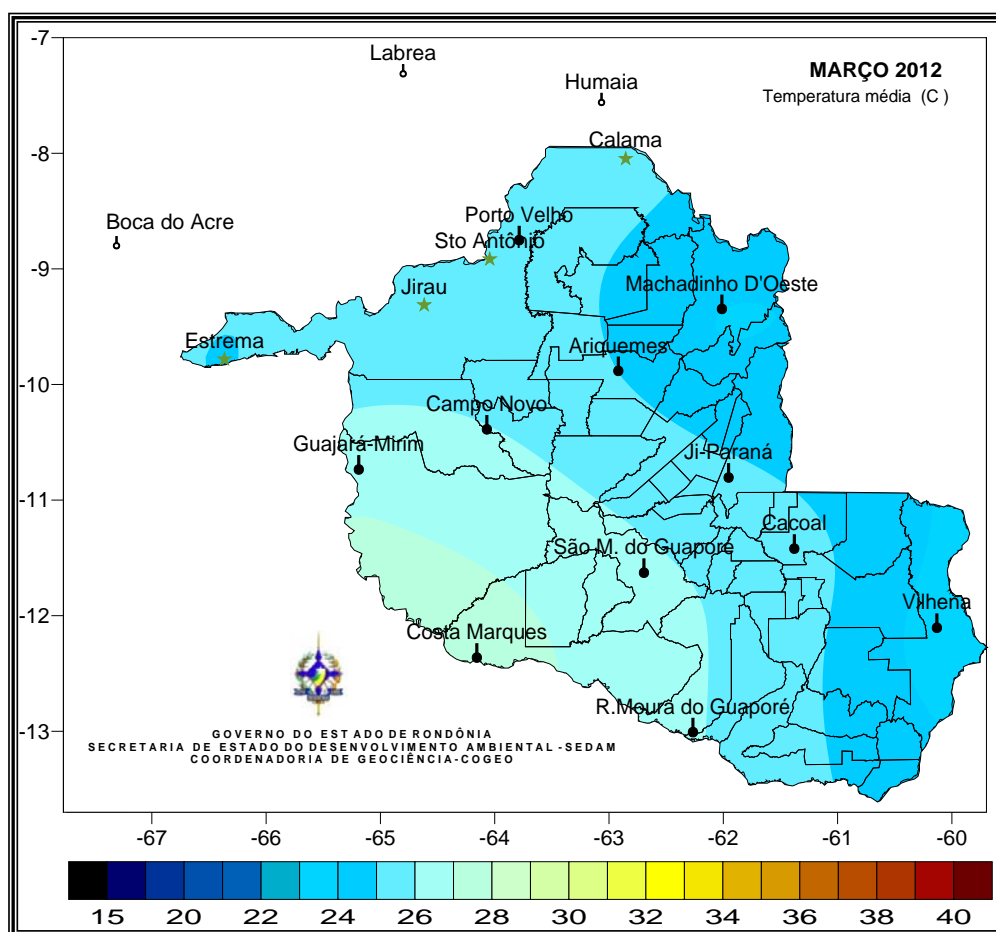 MARÇO 2012
Temperatura média (C )
Labrea
Humaia
Calama
Boca do Acre
Porto Velho
Sto Antônio
Jirau
Machadinho D'Oeste
Estrema
Ariquemes
Campo Novo
Guajará-Mirim
Ji-Paraná
Cacoal
São M. do Guaporé
Vilhena
Costa Marques
R.Moura do Guaporé
GOVERNO DO ESTADO DE RONDÔNIA
SECRETARIA DE ESTADO DO DESENVOLVIMENTO AMBIENTAL -SEDAM
COORDENADORIA DE GEOCIÊNCIA-COGEO
-7
-8
-9
-10
-11
-12
-13
-67 -66 -65 -64 -63 -62 -61 -60
15 20 22 24 26 28 30 32 34 36 38 40